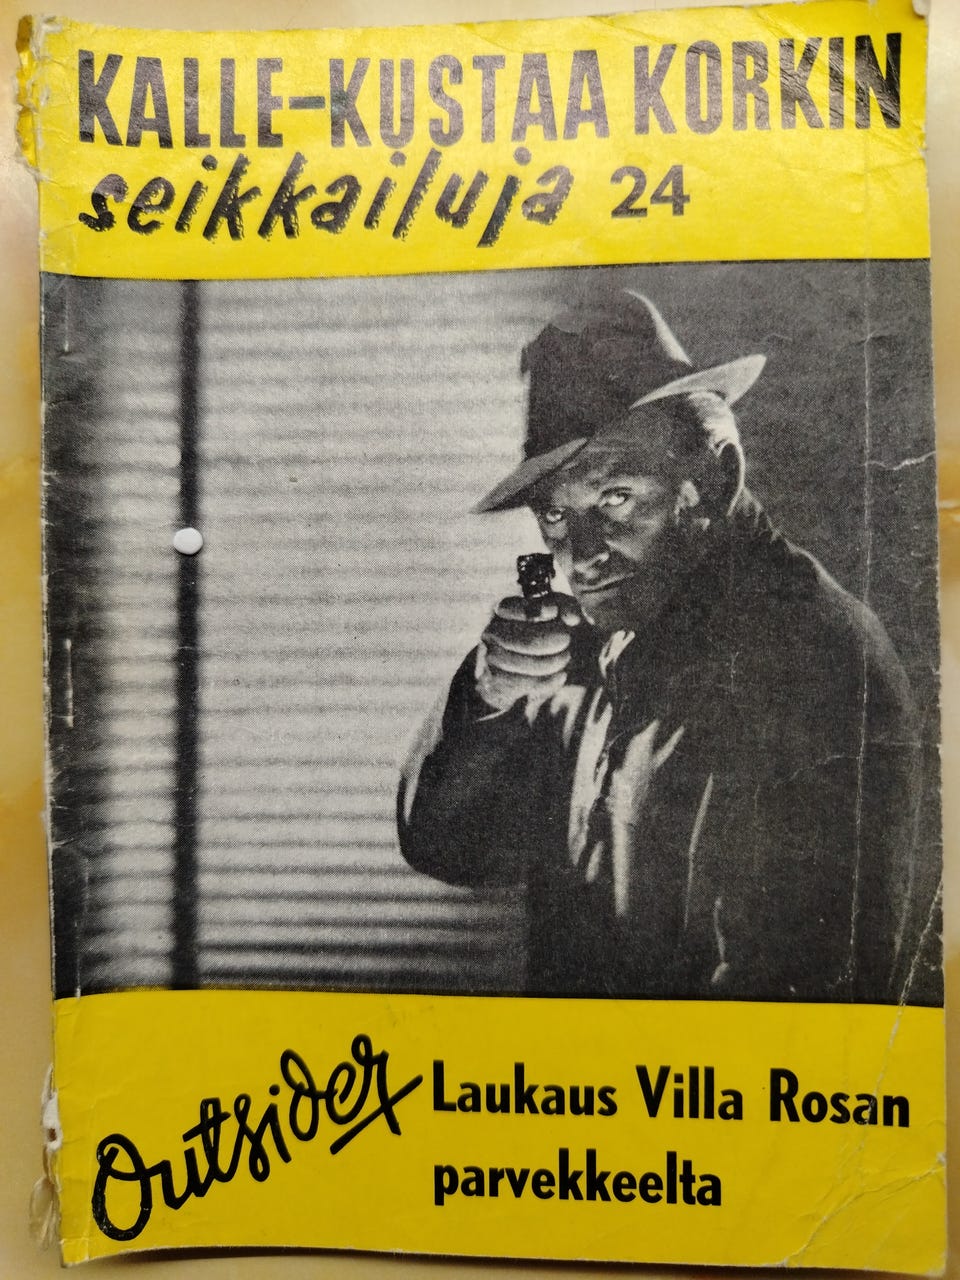 KALLE-KUSTAA KORKIN
seikkailuja 24
Outsider
Laukaus Villa Rosan
parvekkeelta